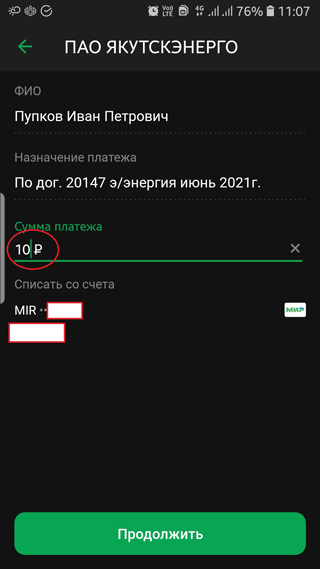 Vo))
LTE
4G
76%
11:07
ПАО ЯКУТСКЭНЕРГО
ФИО
Пупков Иван Петрович
Назначение платежа
По дог. 20147 э/энергия июнь 2021г.
Сумма платежа
10 ₽
Списать со счета
MIR ··
МИР
Продолжить